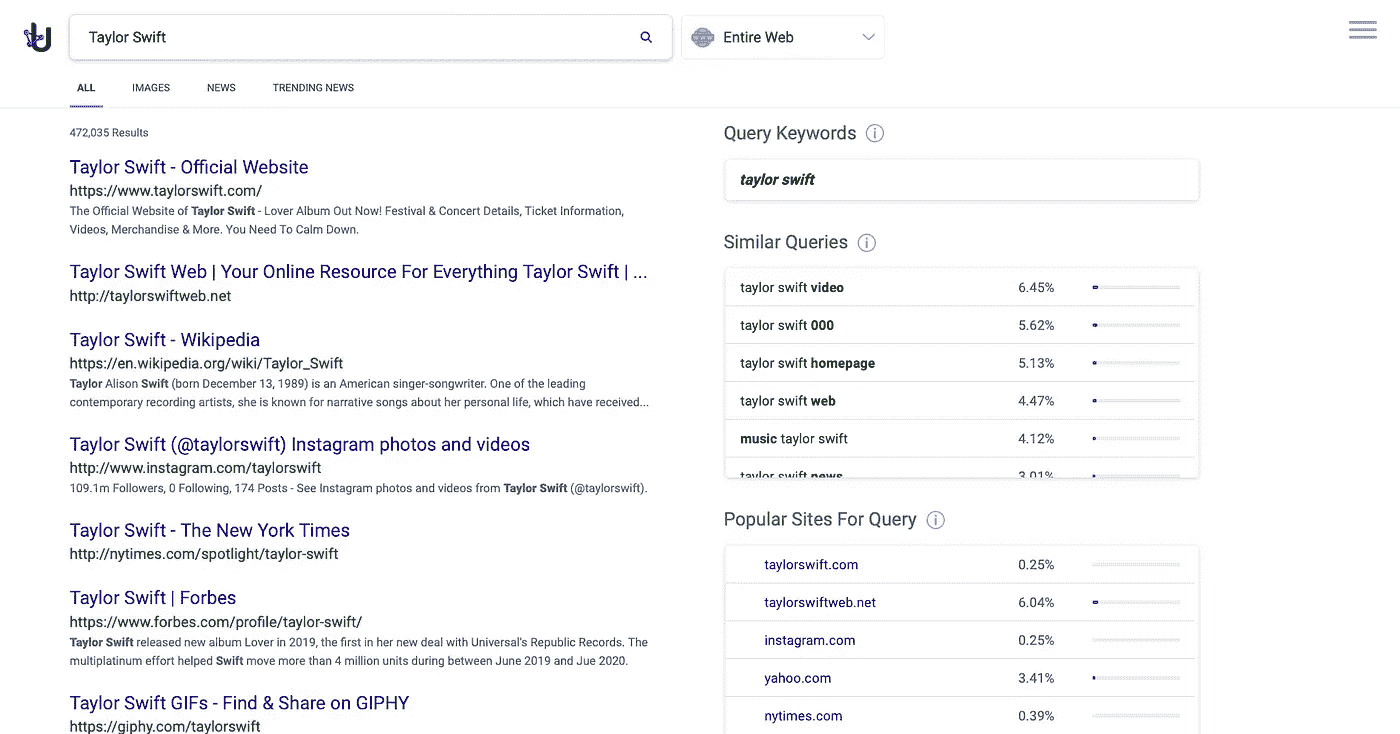 Taylor Swift
Entire Web
ALL
IMAGES
NEWS
TRENDING NEWS
472,035 Results
Taylor Swift - Official Website
https://www.taylorswift.com/
The Official Website of Taylor Swift - Lover Album Out Now! Festival & Concert Details, Ticket Information,
Videos, Merchandise & More. You Need To Calm Down.
Taylor Swift Web | Your Online Resource For Everything Taylor Swift | ...
http://taylorswiftweb.net
Taylor Swift - Wikipedia
https://en.wikipedia.org/wiki/Taylor_Swift
Taylor Alison Swift (born December 13, 1989) is an American singer-songwriter. One of the leading
contemporary recording artists, she is known for narrative songs about her personal life, which have received...
Taylor Swift (@taylorswift) Instagram photos and videos
http://www.instagram.com/taylorswift
109.1m Followers, 0 Following, 174 Posts - See Instagram photos and videos from Taylor Swift (@taylorswift).
Taylor Swift - The New York Times
http://nytimes.com/spotlight/taylor-swift
Taylor Swift | Forbes
https://www.forbes.com/profile/taylor-swift/
Taylor Swift released new album Lover in 2019, the first in her new deal with Universal's Republic Records. The
multiplatinum effort helped Swift move more than 4 million units during between June 2019 and Jue 2020.
Taylor Swift GIFs - Find & Share on GIPHY
https://giphy.com/taylorswift
Query Keywords
taylor swift
Similar Queries
taylor swift video 6.45%
taylor swift 000 5.62%
taylor swift homepage 5.13%
taylor swift web 4.47%
music taylor swift 4.12%
taylor swift news 3.01%
Popular Sites For Query
taylorswift.com 0.25%
taylorswiftweb.net 6.04%
instagram.com 0.25%
yahoo.com 3.41%
nytimes.com 0.39%